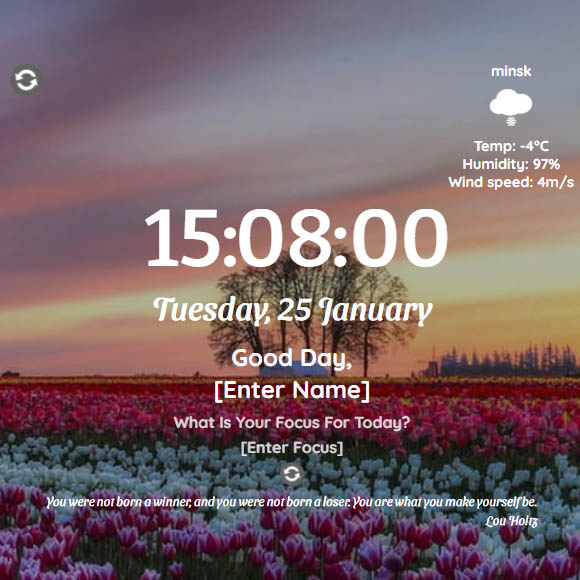 minsk
Temp: -4°C
Humidity: 97%
Wind speed: 4m/s
15:08:00
Tuesday, 25 January
Good Day,
[Enter Name]
What Is Your Focus For Today?
[Enter Focus]
You were not born a winner, and you were not born a loser. You are what you make yourself be.
Lou Holtz